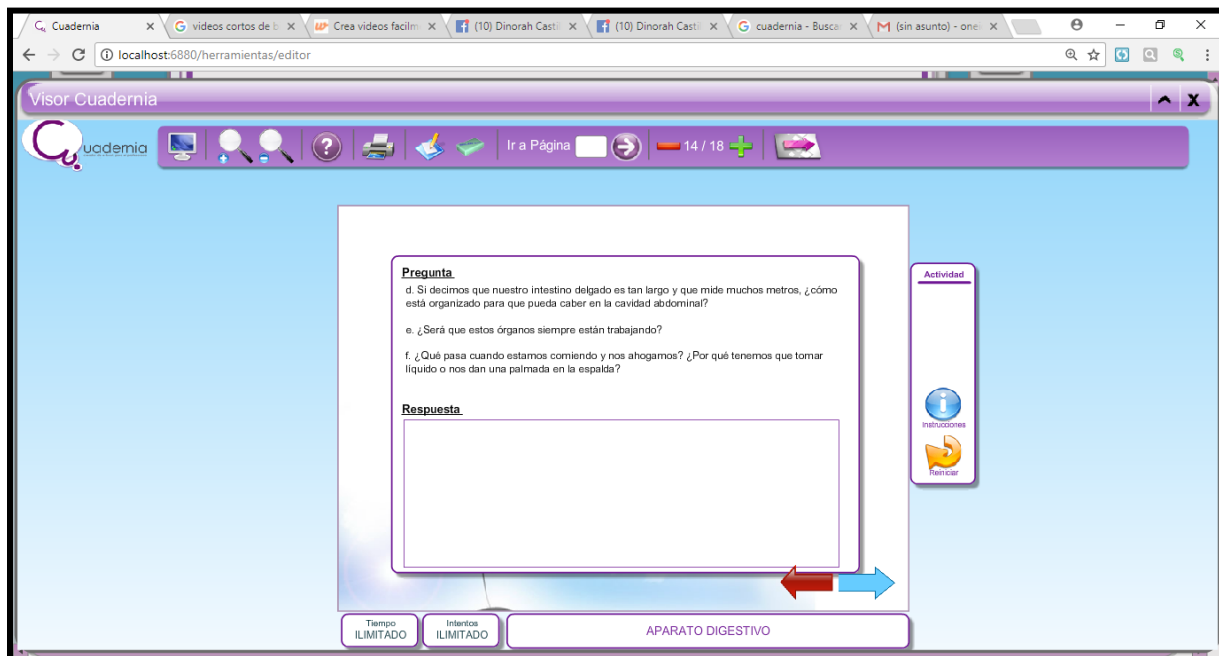 Cuadernia
videos cortos de b
Crea videos facilm
(10) Dinorah Casti
(10) Dinorah Casti
cuadernia - Busca
(sin asunto) - one
localhost:6880/herramientas/editor
Visor Cuadernia
Cuadernia
Ir a Página
14 / 18
Pregunta
d. Si decimos que nuestro intestino delgado es tan largo y que mide muchos metros, ¿cómo
está organizado para que pueda caber en la cavidad abdominal?
e. ¿Será que estos órganos siempre están trabajando?
f. ¿Qué pasa cuando estamos comiendo y nos ahogamos? ¿Por qué tenemos que tomar
líquido o nos dan una palmada en la espalda?
Respuesta
Actividad
Instrucciones
Reiniciar
Tiempo
ILIMITADO
Intentos
ILIMITADO
APARATO DIGESTIVO